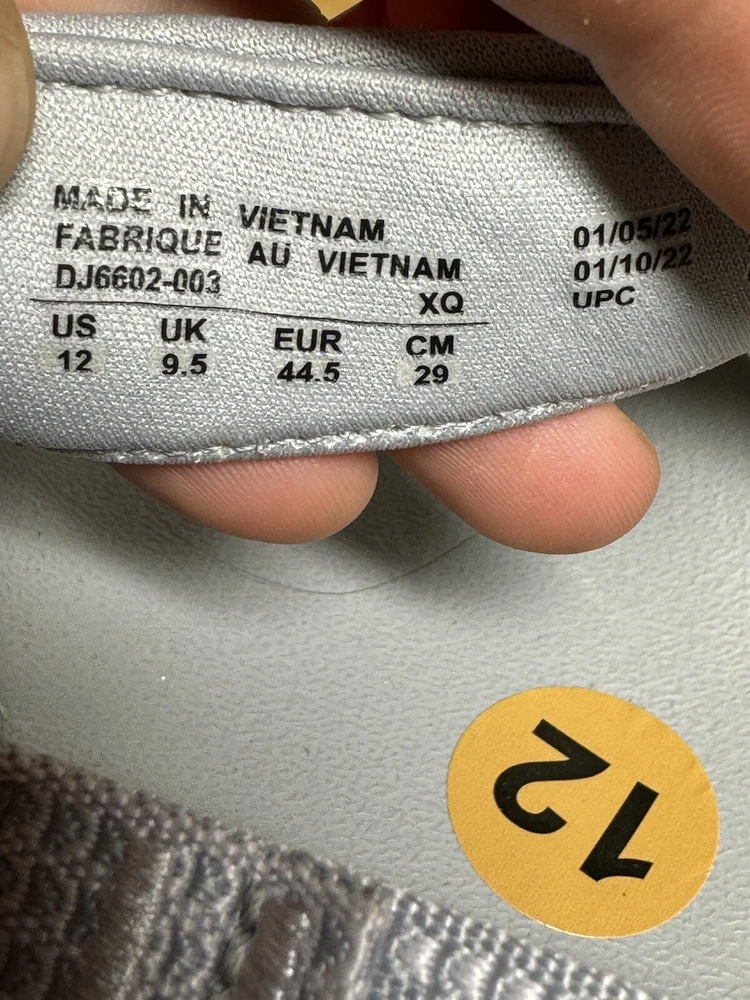 MADE IN VIETNAM
FABRIQUE AU VIETNAM
DJ6602-003
XQ
US UK EUR CM
12 9.5 44.5 29
01/05/22
01/10/22
UPC
12